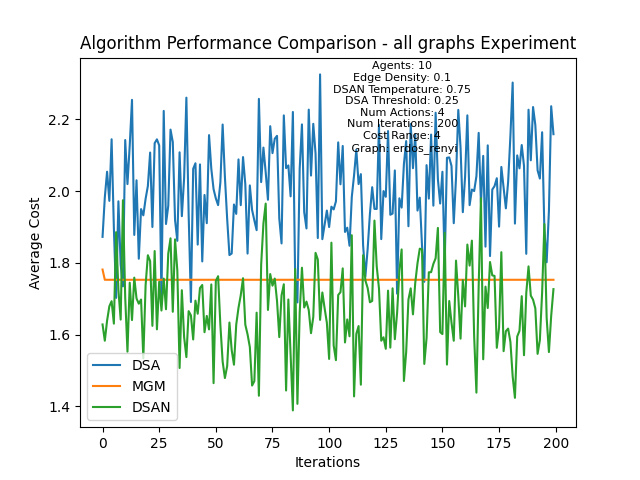 Algorithm Performance Comparison - all graphs Experiment
Agents: 10
Edge Density: 0.1
DSAN Temperature: 0.75
DSA Threshold: 0.25
Num Actions: 4
Num Iterations: 200
Cost Range: 4
Graph: erdos_renyi
Average Cost
2.2
2.0
1.8
1.6
1.4
DSA
MGM
DSAN
0 25 50 75 100 125 150 175 200
Iterations